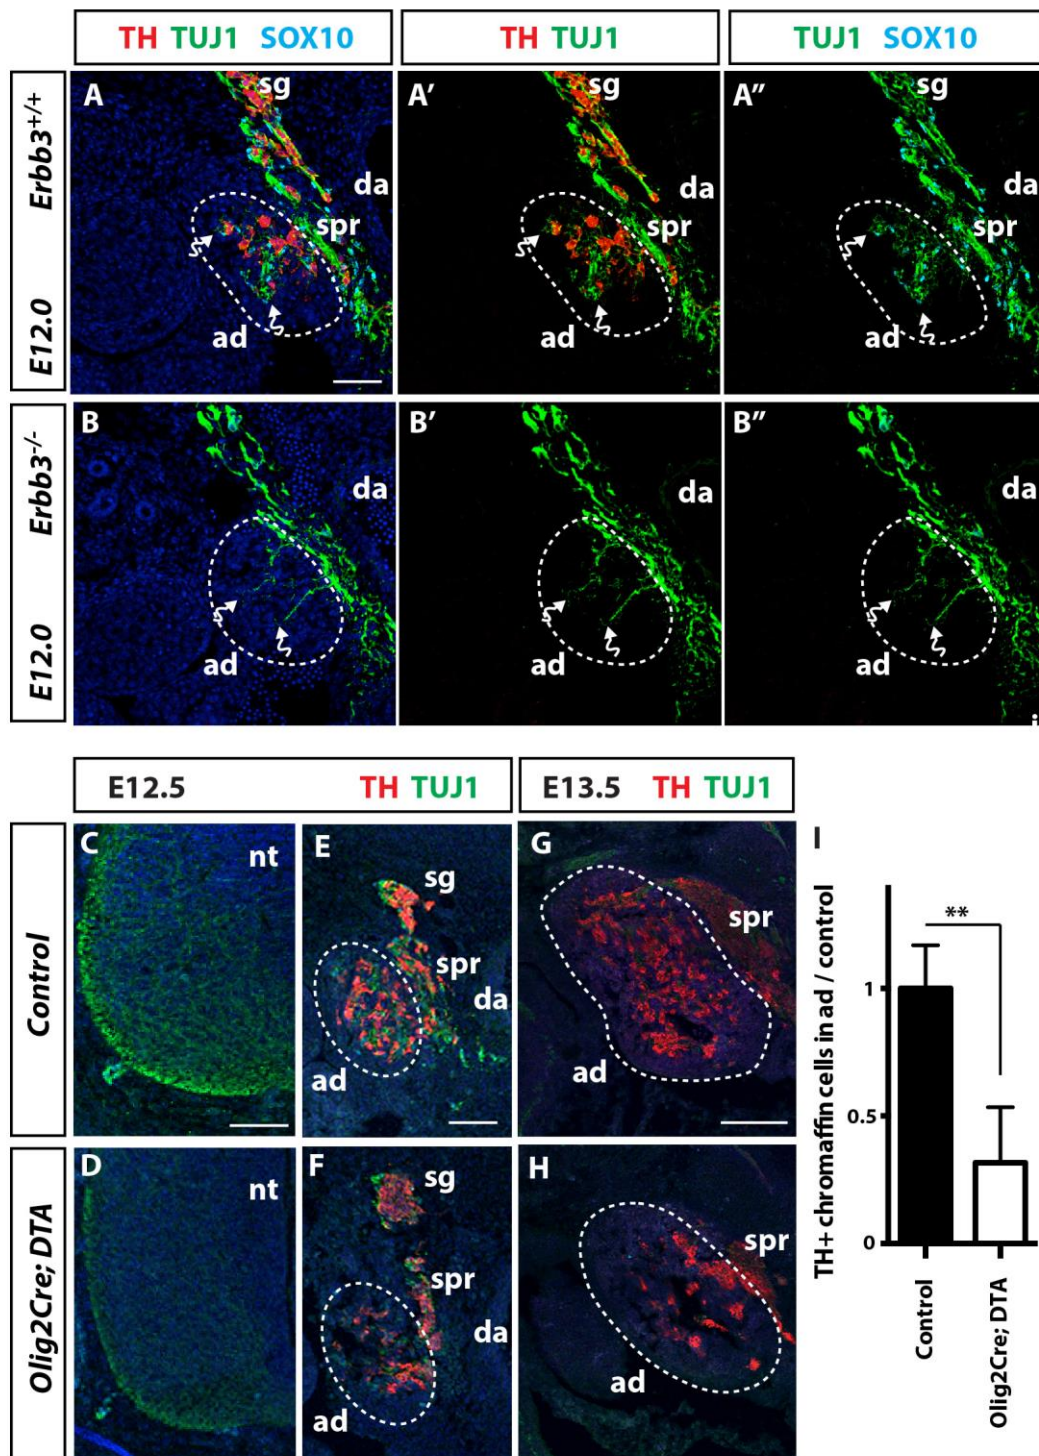 TH TUJ1 SOX10
TH TUJ1
TUJ1 SOX10
Erbb3+/+
E12.0
A
sg
da
spr
ad
A′
sg
da
spr
ad
A″
sg
da
spr
ad
Erbb3-/-
E12.0
B
da
ad
B′
da
ad
B″
da
ad
i
E12.5
TH TUJ1
E13.5 TH TUJ1
Control
C
nt
E
sg
spr
da
ad
G
spr
ad
Olig2Cre; DTA
D
nt
F
sg
spr
da
ad
H
spr
ad
I
TH+ chromaffin cells in ad / control
**
1
0.5
0
Control
Olig2Cre; DTA